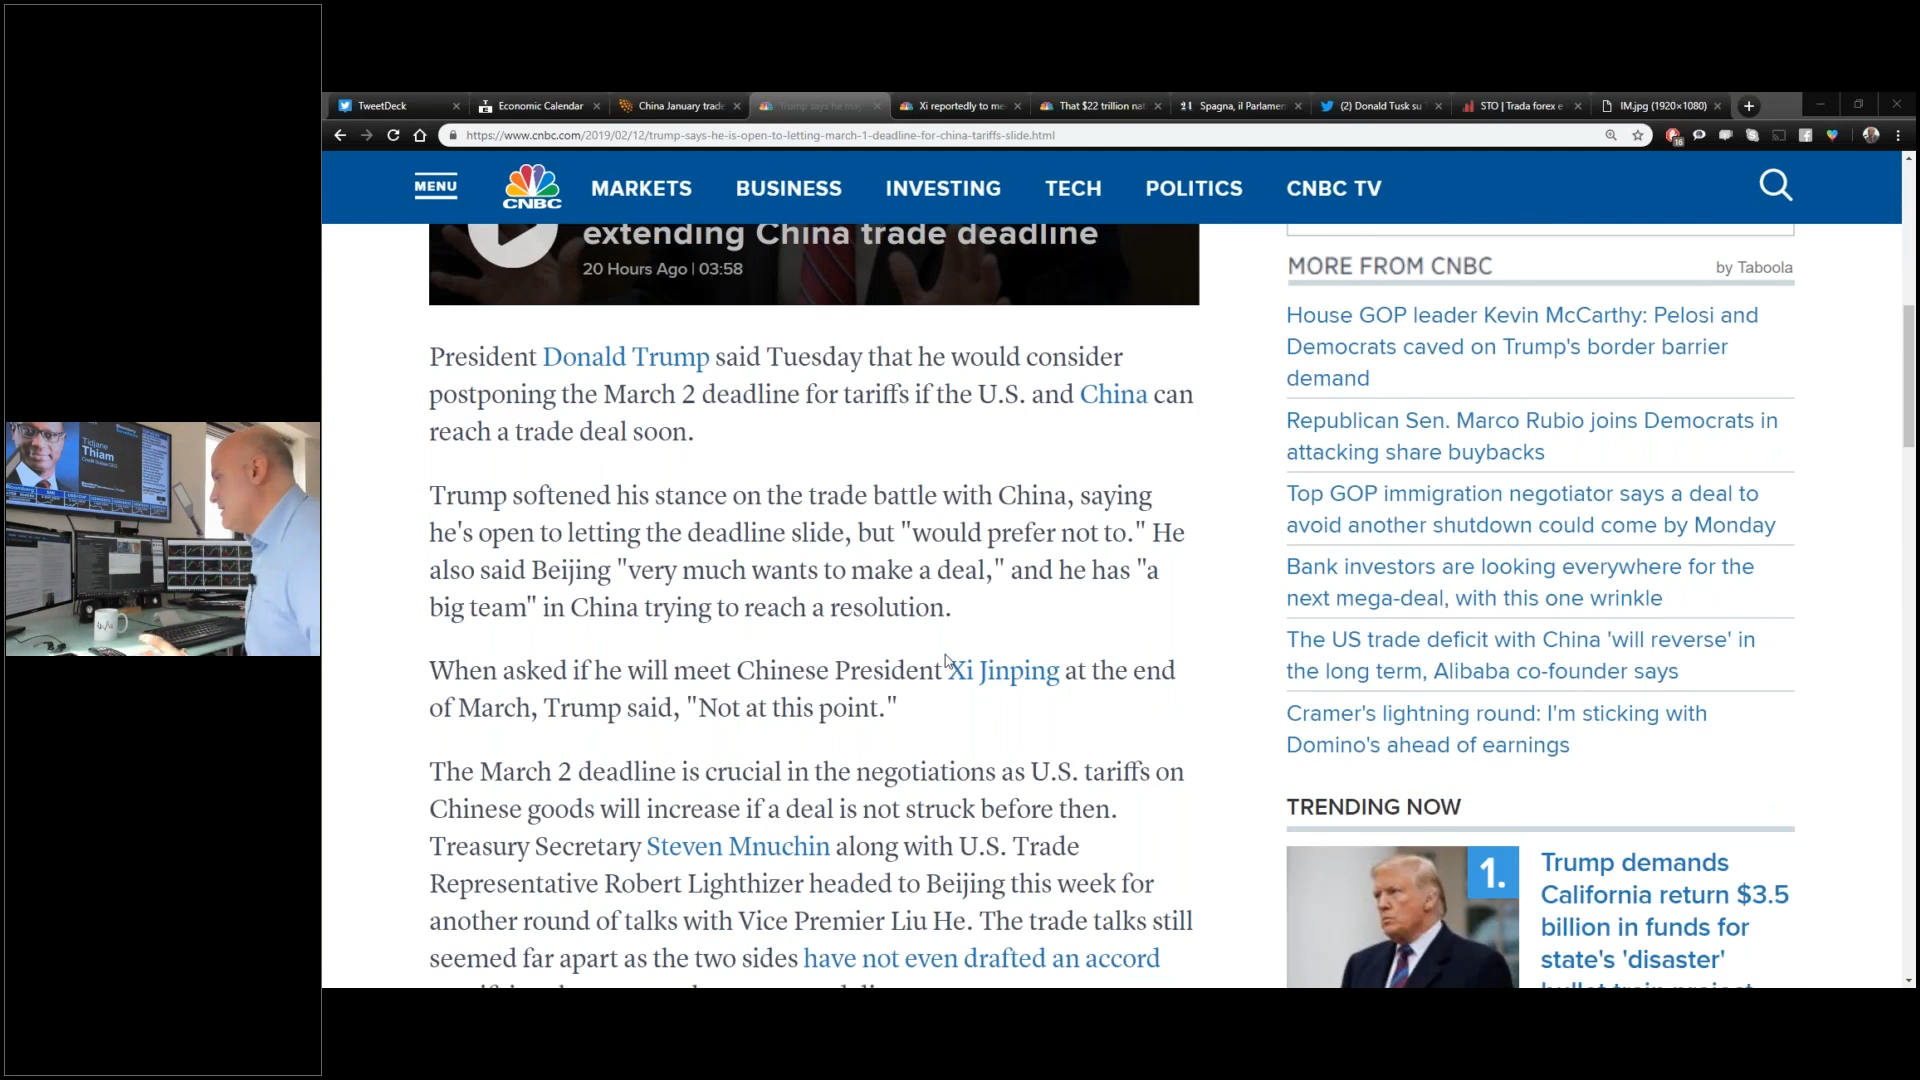 TweetDeck
Economic Calendar
China January trade
Trump says he may
Xi reportedly to me
That $22 trillion nat
Spagna, il Parlamen
(2) Donald Tusk su
STO | Trada forex e
IM.jpg (1920×1080)
https://www.cnbc.com/2019/02/12/trump-says-he-is-open-to-letting-march-1-deadline-for-china-tariffs-slide.html
16
MENU
CNBC
MARKETS
BUSINESS
INVESTING
TECH
POLITICS
CNBC TV
extending China trade deadline
20 Hours Ago | 03:58
President Donald Trump said Tuesday that he would consider
postponing the March 2 deadline for tariffs if the U.S. and China can
reach a trade deal soon.
Trump softened his stance on the trade battle with China, saying
he's open to letting the deadline slide, but "would prefer not to." He
also said Beijing "very much wants to make a deal," and he has "a
big team" in China trying to reach a resolution.
When asked if he will meet Chinese President Xi Jinping at the end
of March, Trump said, "Not at this point."
The March 2 deadline is crucial in the negotiations as U.S. tariffs on
Chinese goods will increase if a deal is not struck before then.
Treasury Secretary Steven Mnuchin along with U.S. Trade
Representative Robert Lighthizer headed to Beijing this week for
another round of talks with Vice Premier Liu He. The trade talks still
seemed far apart as the two sides have not even drafted an accord
MORE FROM CNBC
by Taboola
House GOP leader Kevin McCarthy: Pelosi and
Democrats caved on Trump's border barrier
demand
Republican Sen. Marco Rubio joins Democrats in
attacking share buybacks
Top GOP immigration negotiator says a deal to
avoid another shutdown could come by Monday
Bank investors are looking everywhere for the
next mega-deal, with this one wrinkle
The US trade deficit with China 'will reverse' in
the long term, Alibaba co-founder says
Cramer's lightning round: I'm sticking with
Domino's ahead of earnings
TRENDING NOW
1.
Trump demands
California return $3.5
billion in funds for
state's 'disaster'
bullet train project
Tidjane
Thiam